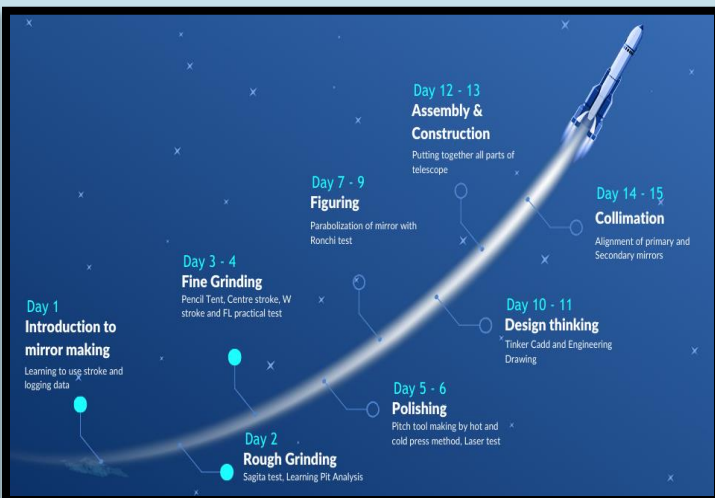 Day 1
Introduction to
mirror making
Learning to use stroke and
logging data
Day 2
Rough Grinding
Sagita test, Learning Pit Analysis
Day 3 - 4
Fine Grinding
Pencil Tent, Centre stroke, W
stroke and FL practical test
Day 5 - 6
Polishing
Pitch tool making by hot and
cold press method, Laser test
Day 7 - 9
Figuring
Parabolization of mirror with
Ronchi test
Day 10 - 11
Design thinking
Tinker Cadd and Engineering
Drawing
Day 12 - 13
Assembly &
Construction
Putting together all parts of
telescope
Day 14 - 15
Collimation
Alignment of primary and
Secondary mirrors